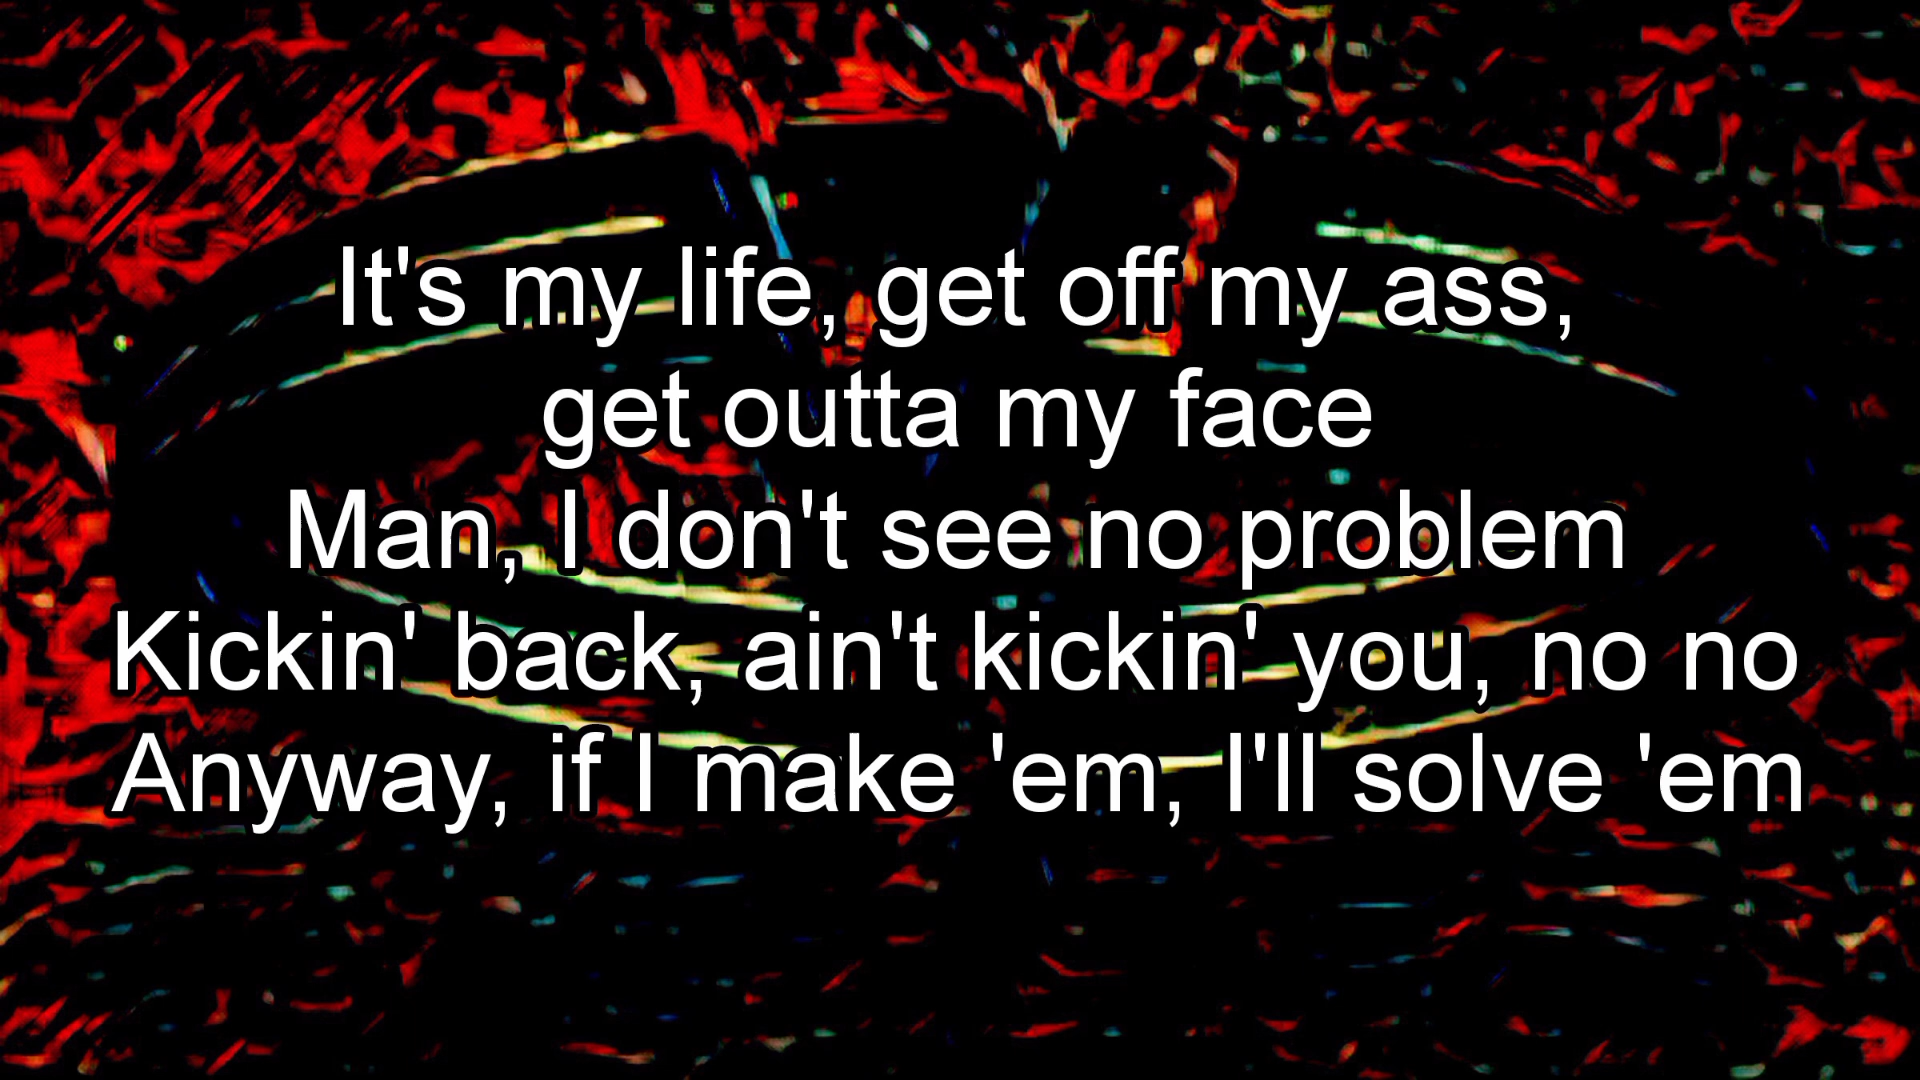 It's my life, get off my ass,
get outta my face
Man, I don't see no problem
Kickin' back, ain't kickin' you, no no
Anyway, if I make 'em, I'll solve 'em